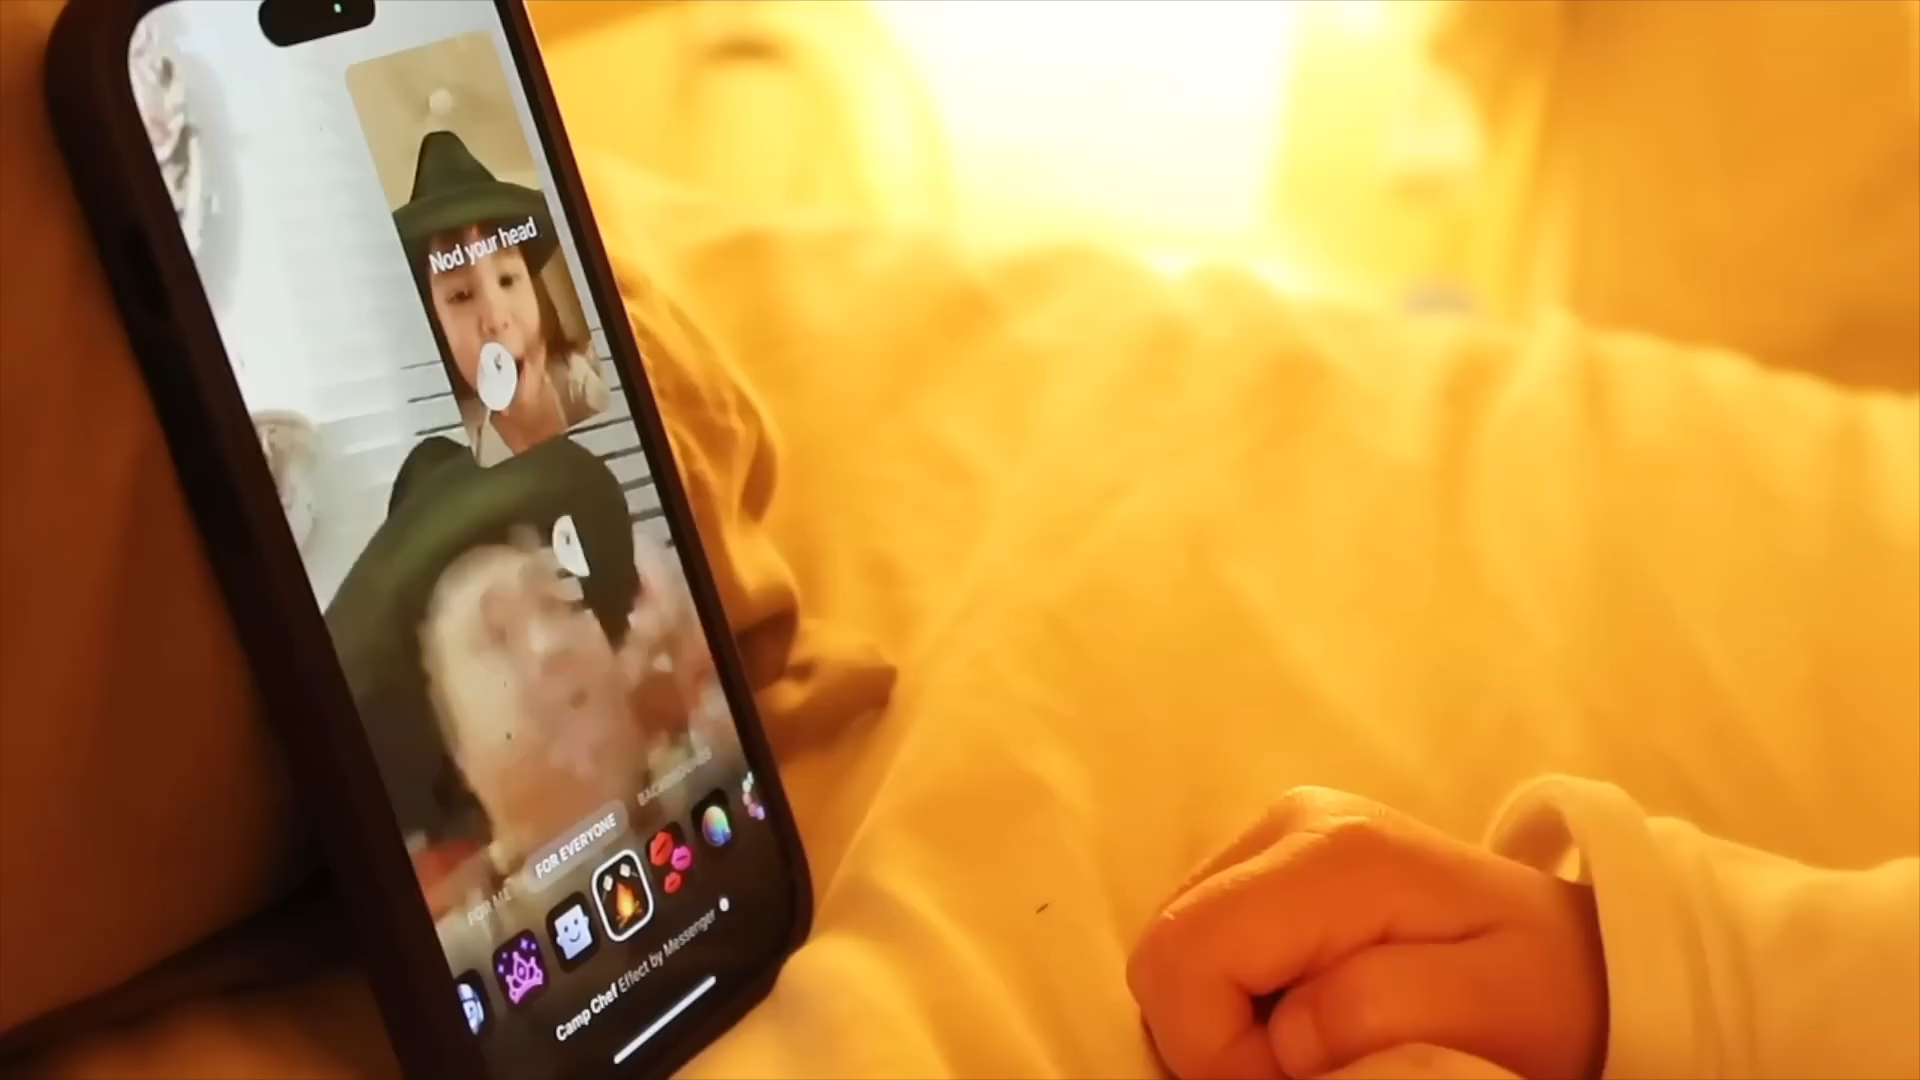 Nod your head
BACKGROUNDS
FOR EVERYONE
FOR ME
Camp Chef Effect by Messenger